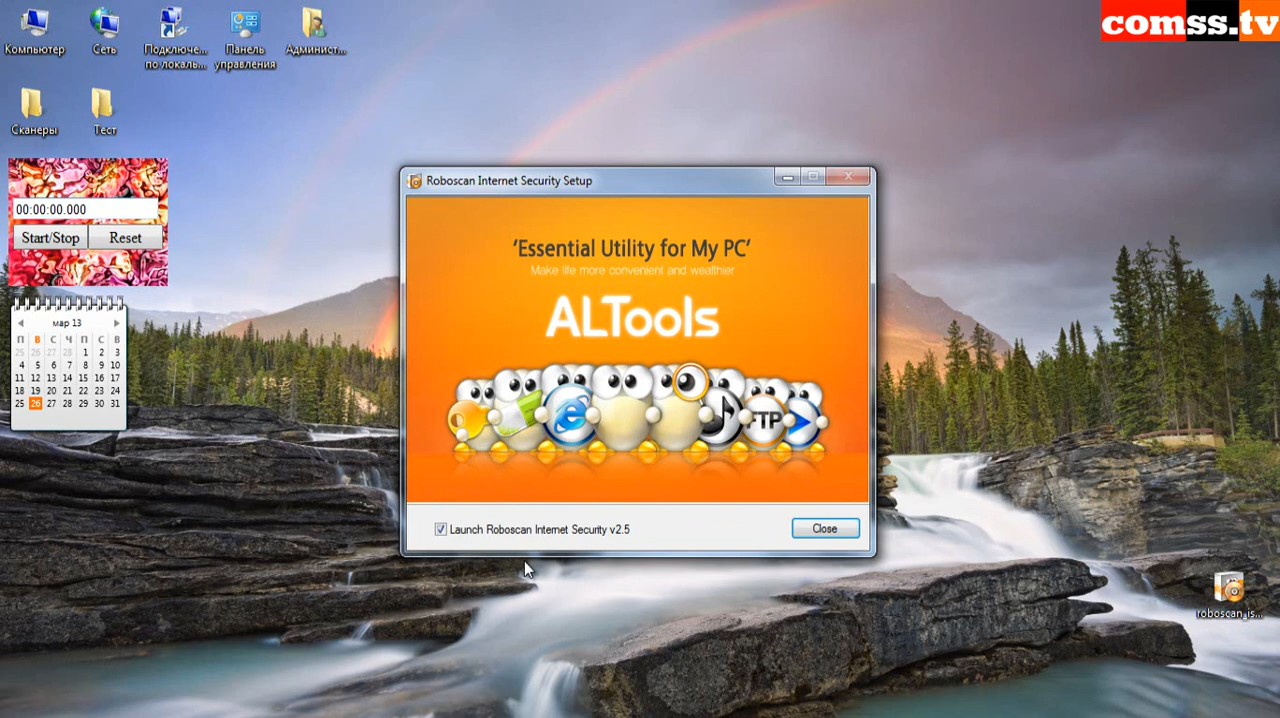 comss.tv
Компьютер
Сеть
Подключе...
по локаль...
Панель
управления
Админист...
Сканеры
Тест
00:00:00.000
Start/Stop
Reset
мар 13
П В С Ч П С В
25 26 27 28 1 2 3
4 5 6 7 8 9 10
11 12 13 14 15 16 17
18 19 20 21 22 23 24
25 26 27 28 29 30 31
Roboscan Internet Security Setup
'Essential Utility for My PC'
Make life more convenient and wealthier
ALTools
FTP
Launch Roboscan Internet Security v2.5
Close
roboscan_is...